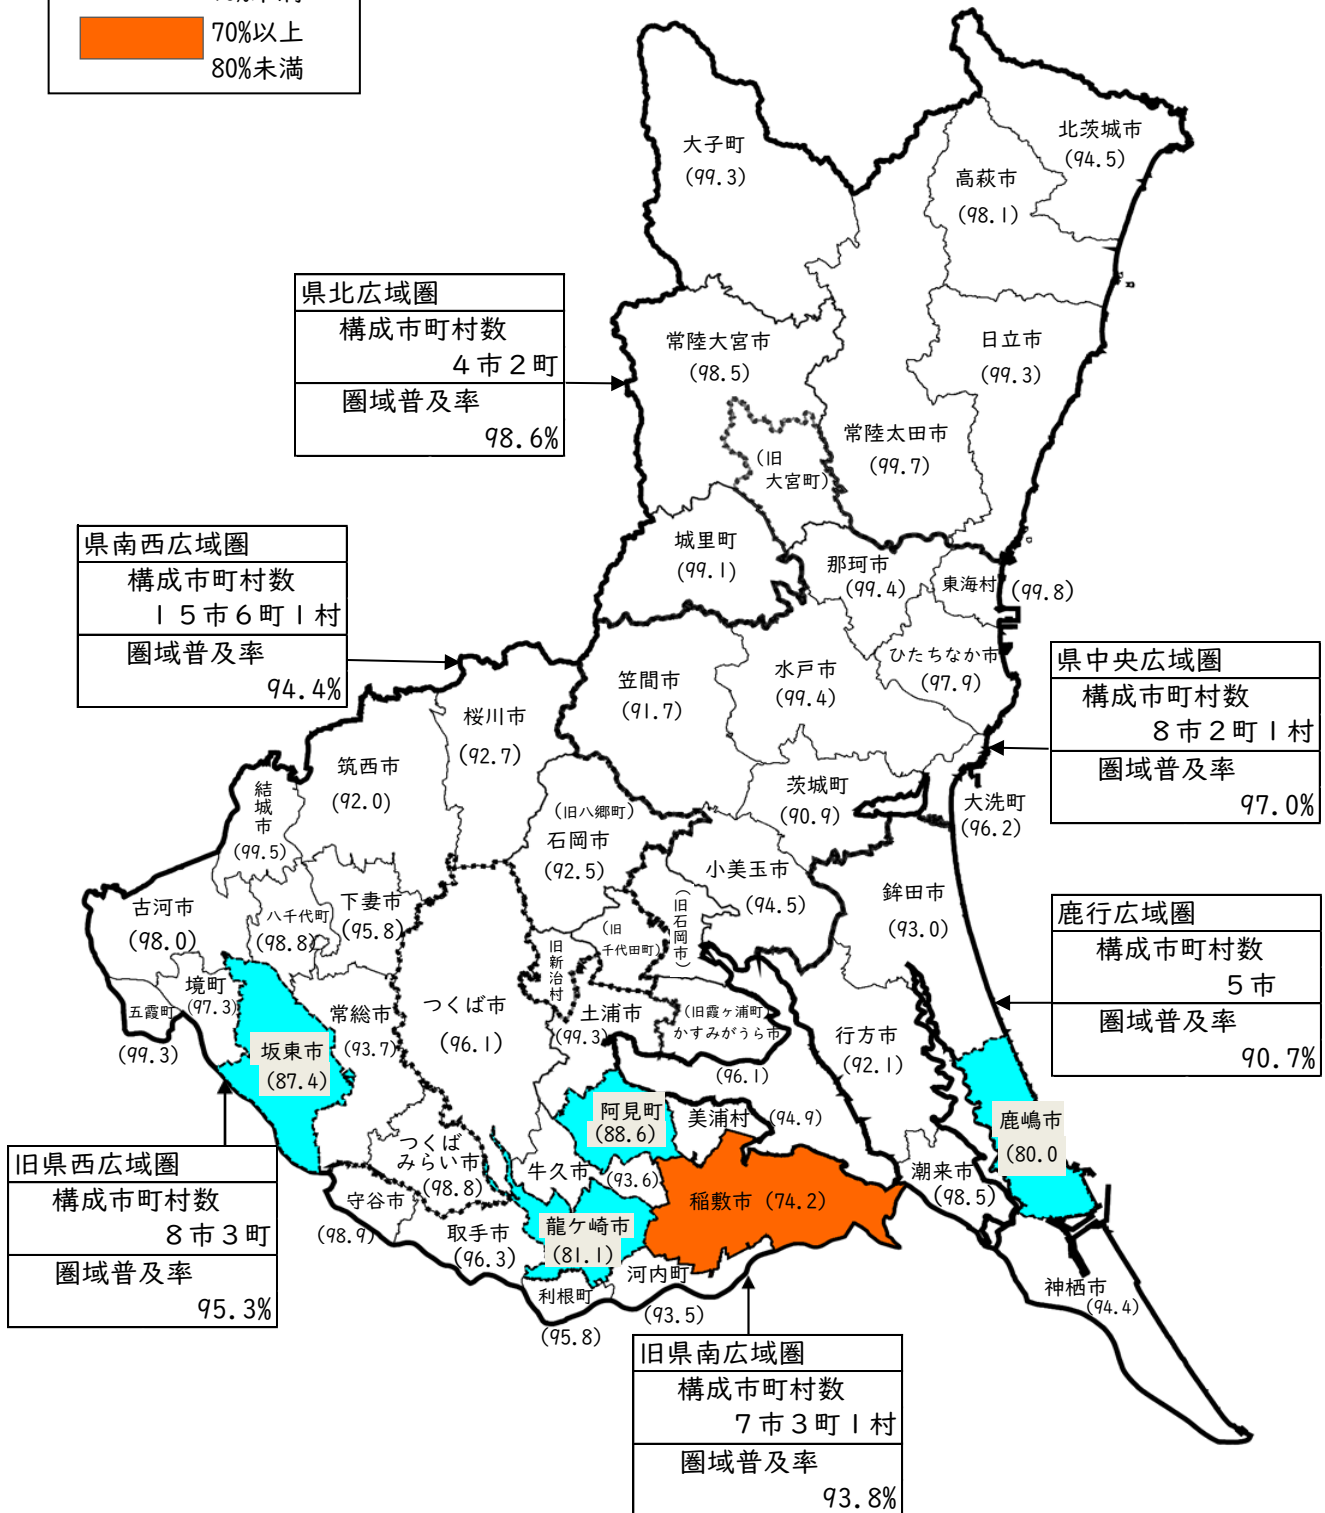 70%以上
80%未満
北茨城市
(94.5)
大子町
(99.3)
高萩市
(98.1)
県北広域圏
構成市町村数
4市2町
圏域普及率
98.6%
常陸大宮市
(98.5)
日立市
(99.3)
常陸太田市
(99.7)
(旧
大宮町)
県南西広域圏
構成市町村数
15市6町1村
圏域普及率
94.4%
城里町
(99.1)
那珂市
(99.4)
東海村
(99.8)
ひたちなか市
(97.9)
水戸市
(99.4)
笠間市
(91.7)
県中央広域圏
構成市町村数
8市2町1村
圏域普及率
97.0%
桜川市
(92.7)
筑西市
(92.0)
結城市
(99.5)
茨城町
(90.9)
大洗町
(96.2)
(旧八郷町)
石岡市
(92.5)
小美玉市
(94.5)
(旧石岡市)
鉾田市
(93.0)
古河市
(98.0)
八千代町
(98.8)
下妻市
(95.8)
(旧
千代田町)
旧新治村
鹿行広域圏
構成市町村数
5市
圏域普及率
90.7%
境町
(97.3)
五霞町
(99.3)
常総市
(93.7)
つくば市
(96.1)
土浦市
(99.3)
(旧霞ヶ浦町)
かすみがうら市
(96.1)
行方市
(92.1)
坂東市
(87.4)
阿見町
(88.6)
美浦村
(94.9)
鹿嶋市
(80.0
旧県西広域圏
構成市町村数
8市3町
圏域普及率
95.3%
つくば
みらい市
(98.8)
牛久市
(93.6)
潮来市
(98.5)
守谷市
(98.9)
稲敷市 (74.2)
取手市
(96.3)
龍ケ崎市
(81.1)
河内町
(93.5)
利根町
(95.8)
神栖市
(94.4)
旧県南広域圏
構成市町村数
7市3町1村
圏域普及率
93.8%